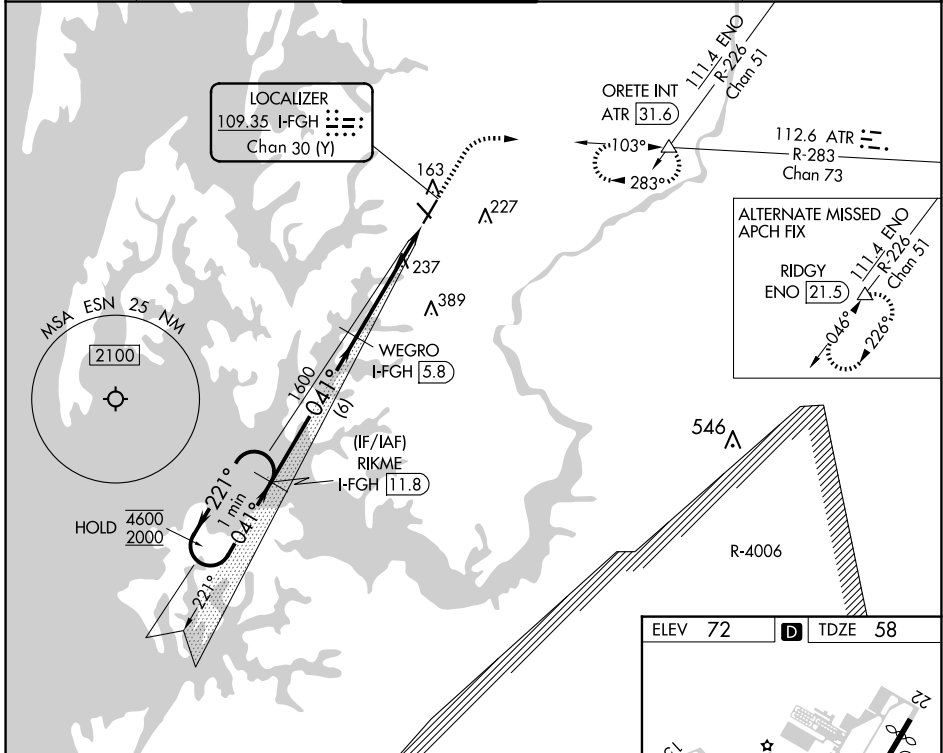 LOCALIZER
109.35 I-FGH
Chan 30 (Y)
163
227
237
389
ORETE INT
ATR 31.6
111.4 ENO
R-226
Chan 51
103°
283°
112.6 ATR
R-283
Chan 73
ALTERNATE MISSED
APCH FIX
RIDGY
ENO 21.5
111.4 ENO
R-226
Chan 51
046°
226°
MSA ESN 25 NM
2100
WEGRO
I-FGH 5.8
1600
041°
(6)
(IF/IAF)
RIKME
I-FGH 11.8
HOLD 4600
2000
221°
1 min
041°
221°
546
R-4006
ELEV 72 D TDZE 58
22